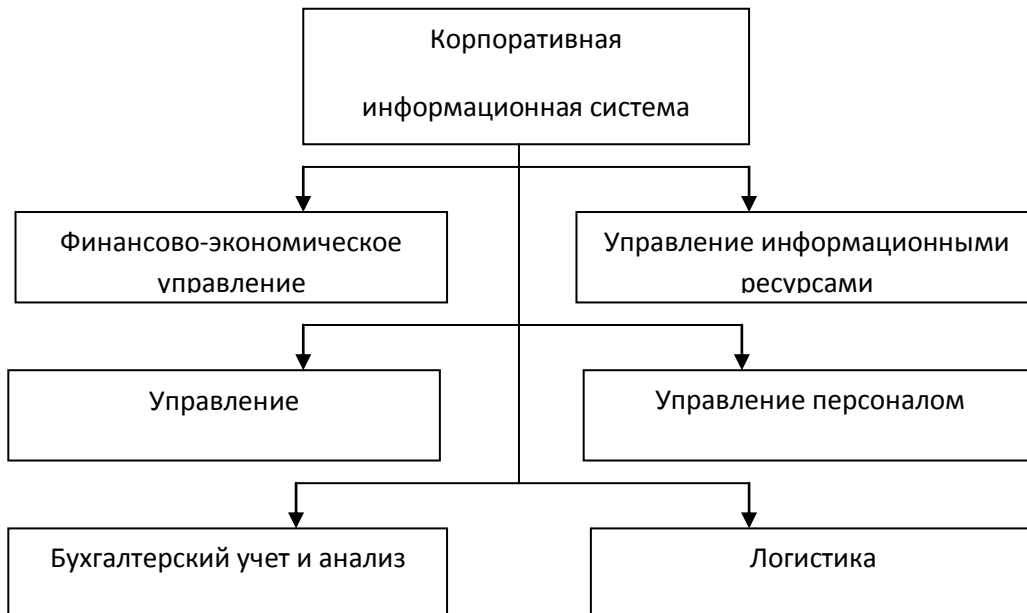 Корпоративная
информационная система
Финансово-экономическое
управление
Управление информационными
ресурсами
Управление
Управление персоналом
Бухгалтерский учет и анализ
Логистика